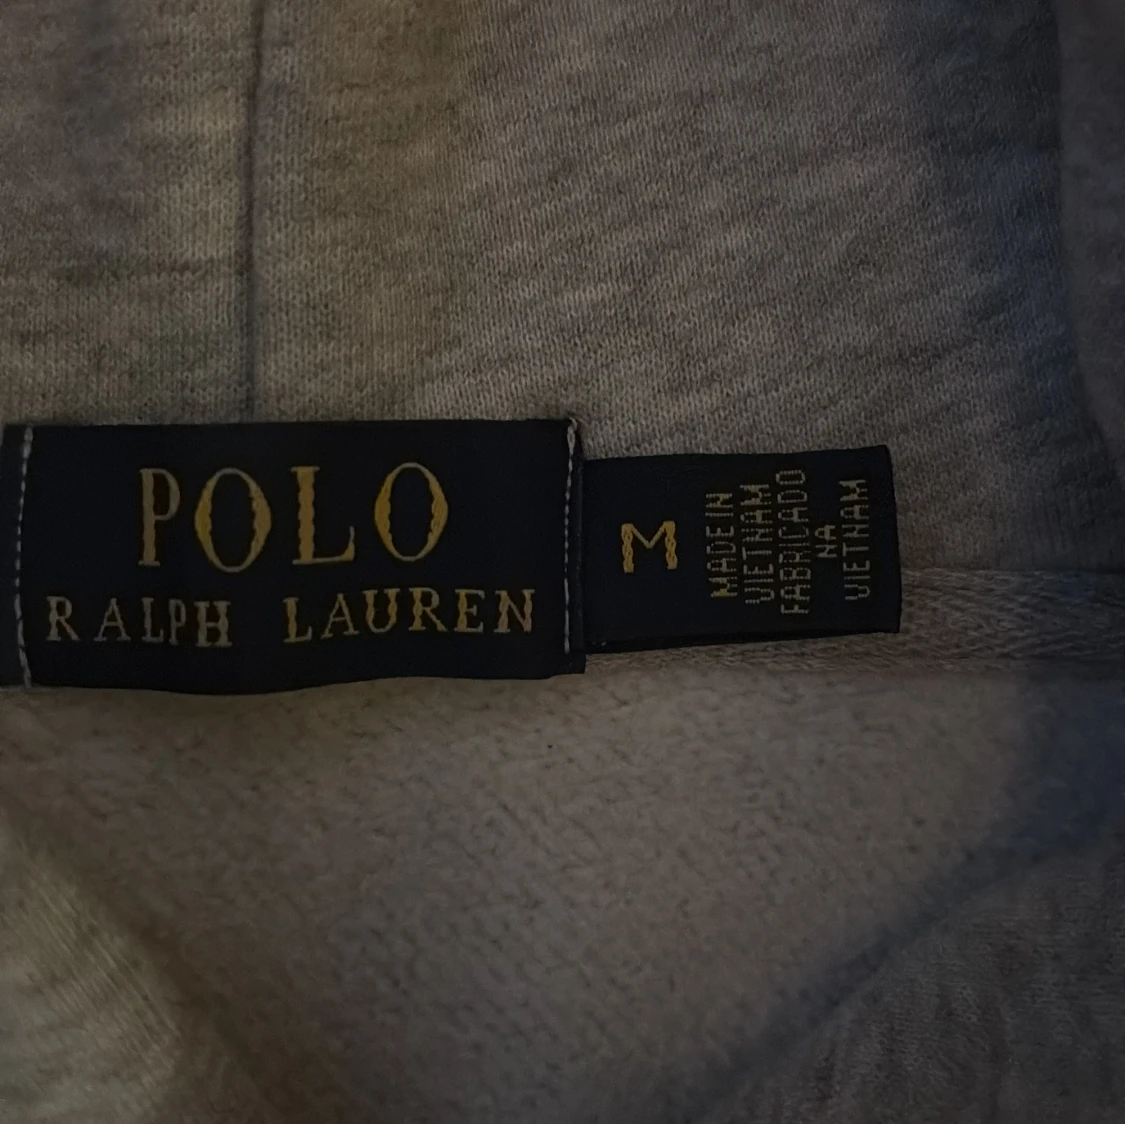 POLO
RALPH LAUREN
M
MADE IN
VIETNAM
FABRICADO
NA
VIETNAM